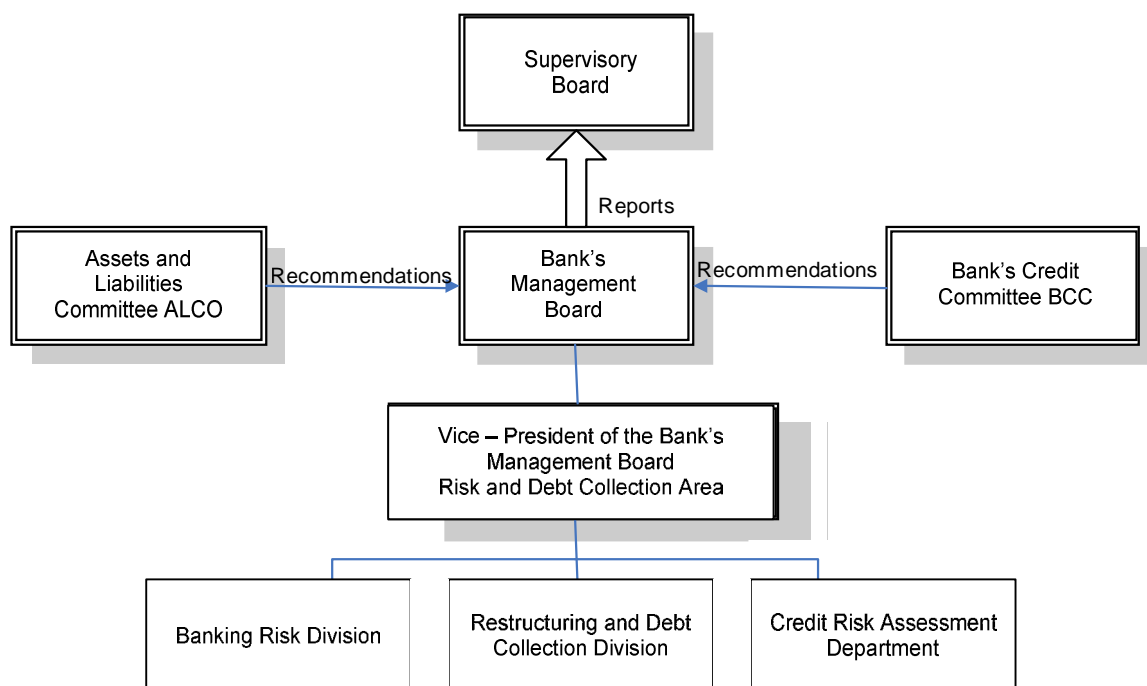 Supervisory
Board
Reports
Assets and
Liabilities
Committee ALCO
Recommendations
Bank's
Management
Board
Recommendations
Bank's Credit
Committee BCC
Vice – President of the Bank's
Management Board
Risk and Debt Collection Area
Banking Risk Division
Restructuring and Debt
Collection Division
Credit Risk Assessment
Department